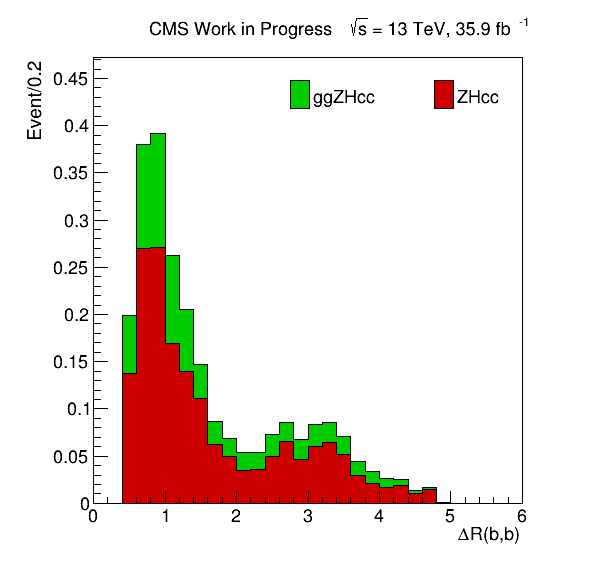 CMS Work in Progress √s = 13 TeV, 35.9 fb -1
Event/0.2
ggZHcc ZHcc
0.45
0.4
0.35
0.3
0.25
0.2
0.15
0.1
0.05
0
0 1 2 3 4 5 6
ΔR(b,b)